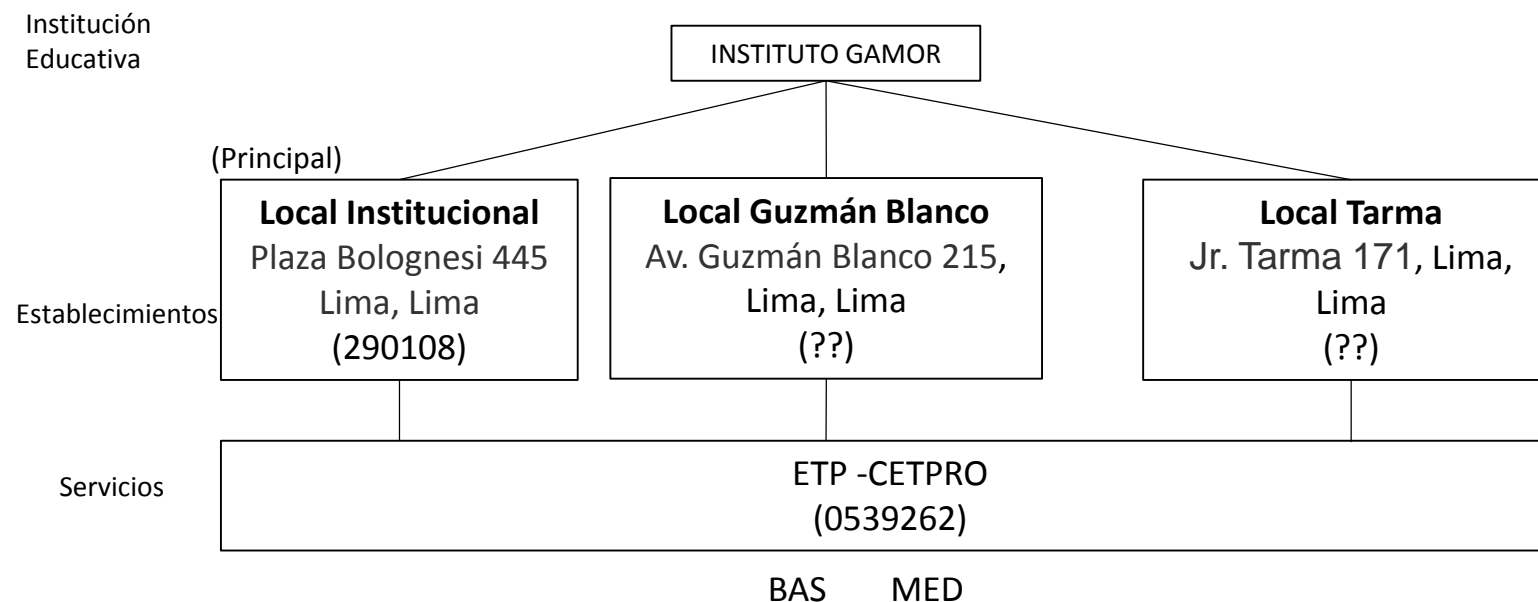 Institución
Educativa
INSTITUTO GAMOR
(Principal)
Local Institucional
Plaza Bolognesi 445
Lima, Lima
(290108)
Local Guzmán Blanco
Av. Guzmán Blanco 215,
Lima, Lima
(??)
Local Tarma
Jr. Tarma 171, Lima,
Lima
(??)
Establecimientos
Servicios
ETP -CETPRO
(0539262)
BAS MED